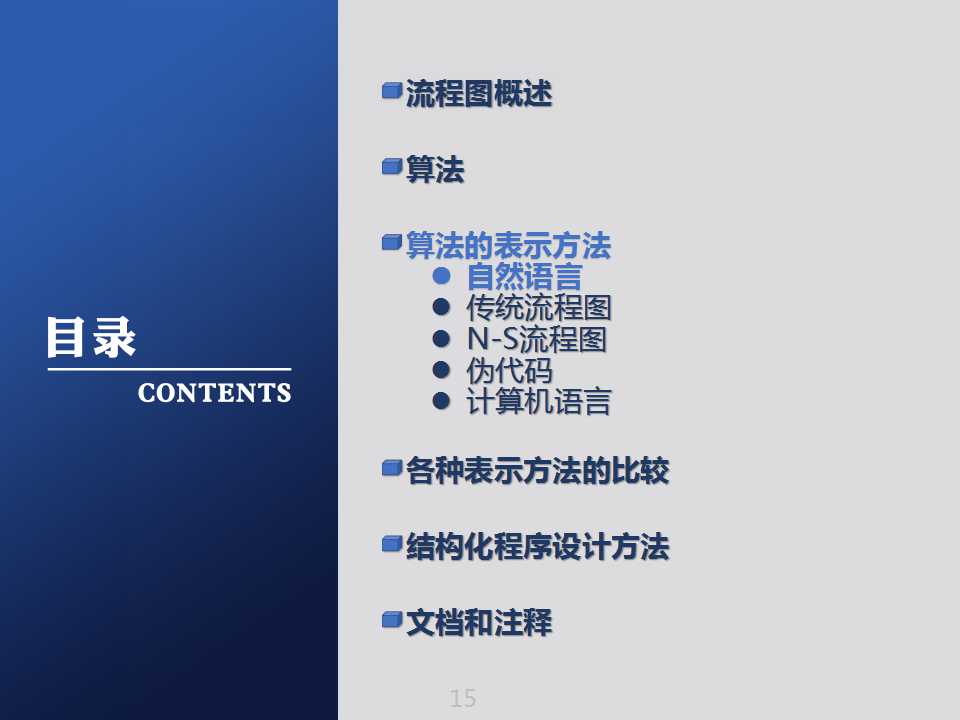 目录
CONTENTS
流程图概述
算法
算法的表示方法
自然语言
传统流程图
N-S流程图
伪代码
计算机语言
各种表示方法的比较
结构化程序设计方法
文档和注释
15